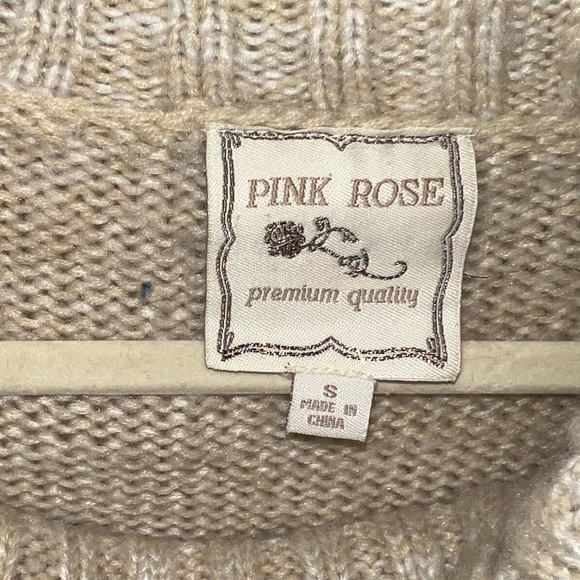 PINK ROSE
premium quality
S
MADE IN
CHINA